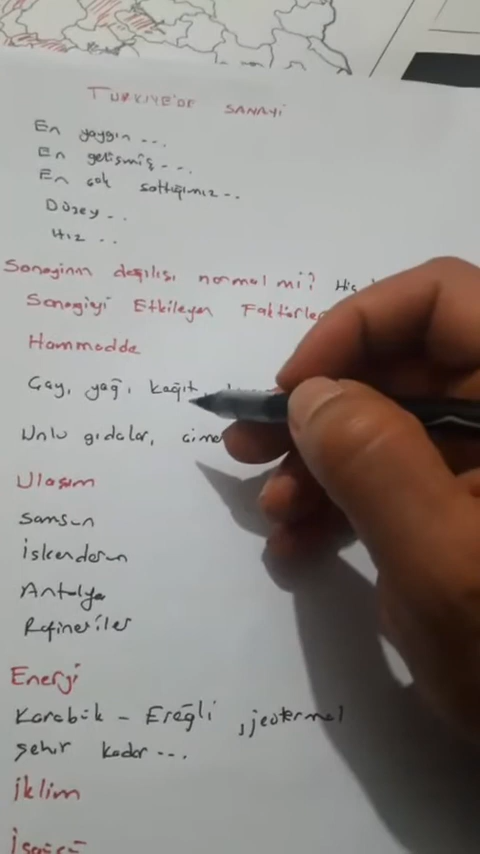 TÜRKİYE'DE SANAYİ
En yaygın ...
En gelişmiş ...
En çok sattığımız ..
Düzey ..
Hız ..
Sanayinin dağılışı normal mi?
Sanayiyi Etkileyen Faktörler
Hammadde
Çay, yağ, kağıt
Unlu gıdalar,
Ulaşım
Samsun
İskenderun
Antalya
Rafineriler
Enerji
Karabük - Ereğli, jeotermal
şehir kadar ...
İklim